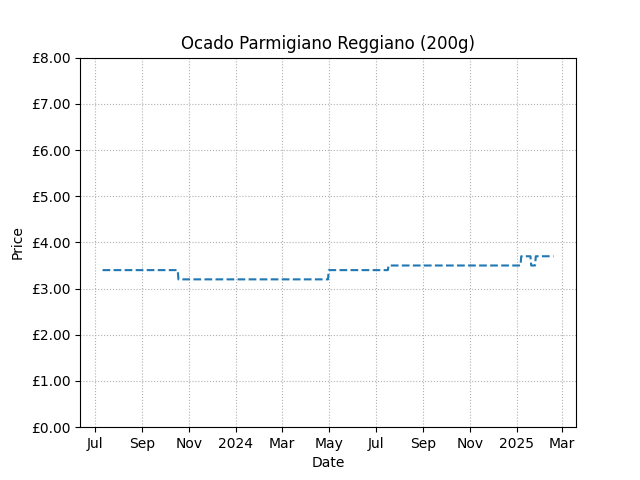 Ocado Parmigiano Reggiano (200g)
£8.00
£7.00
£6.00
£5.00
£4.00
£3.00
£2.00
£1.00
£0.00
Price
Jul Sep Nov 2024 Mar May Jul Sep Nov 2025 Mar
Date